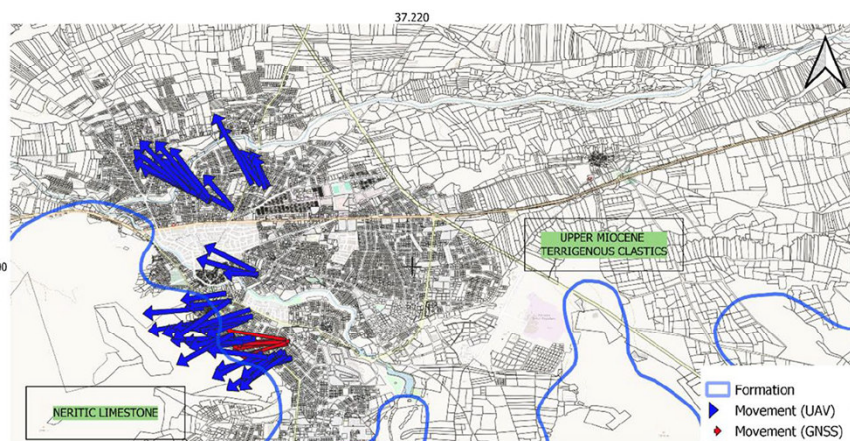 37.220
00
UPPER MIOCENE
TERRIGENOUS CLASTICS
NERITIC LIMESTONE
Formation
Movement (UAV)
Movement (GNSS)